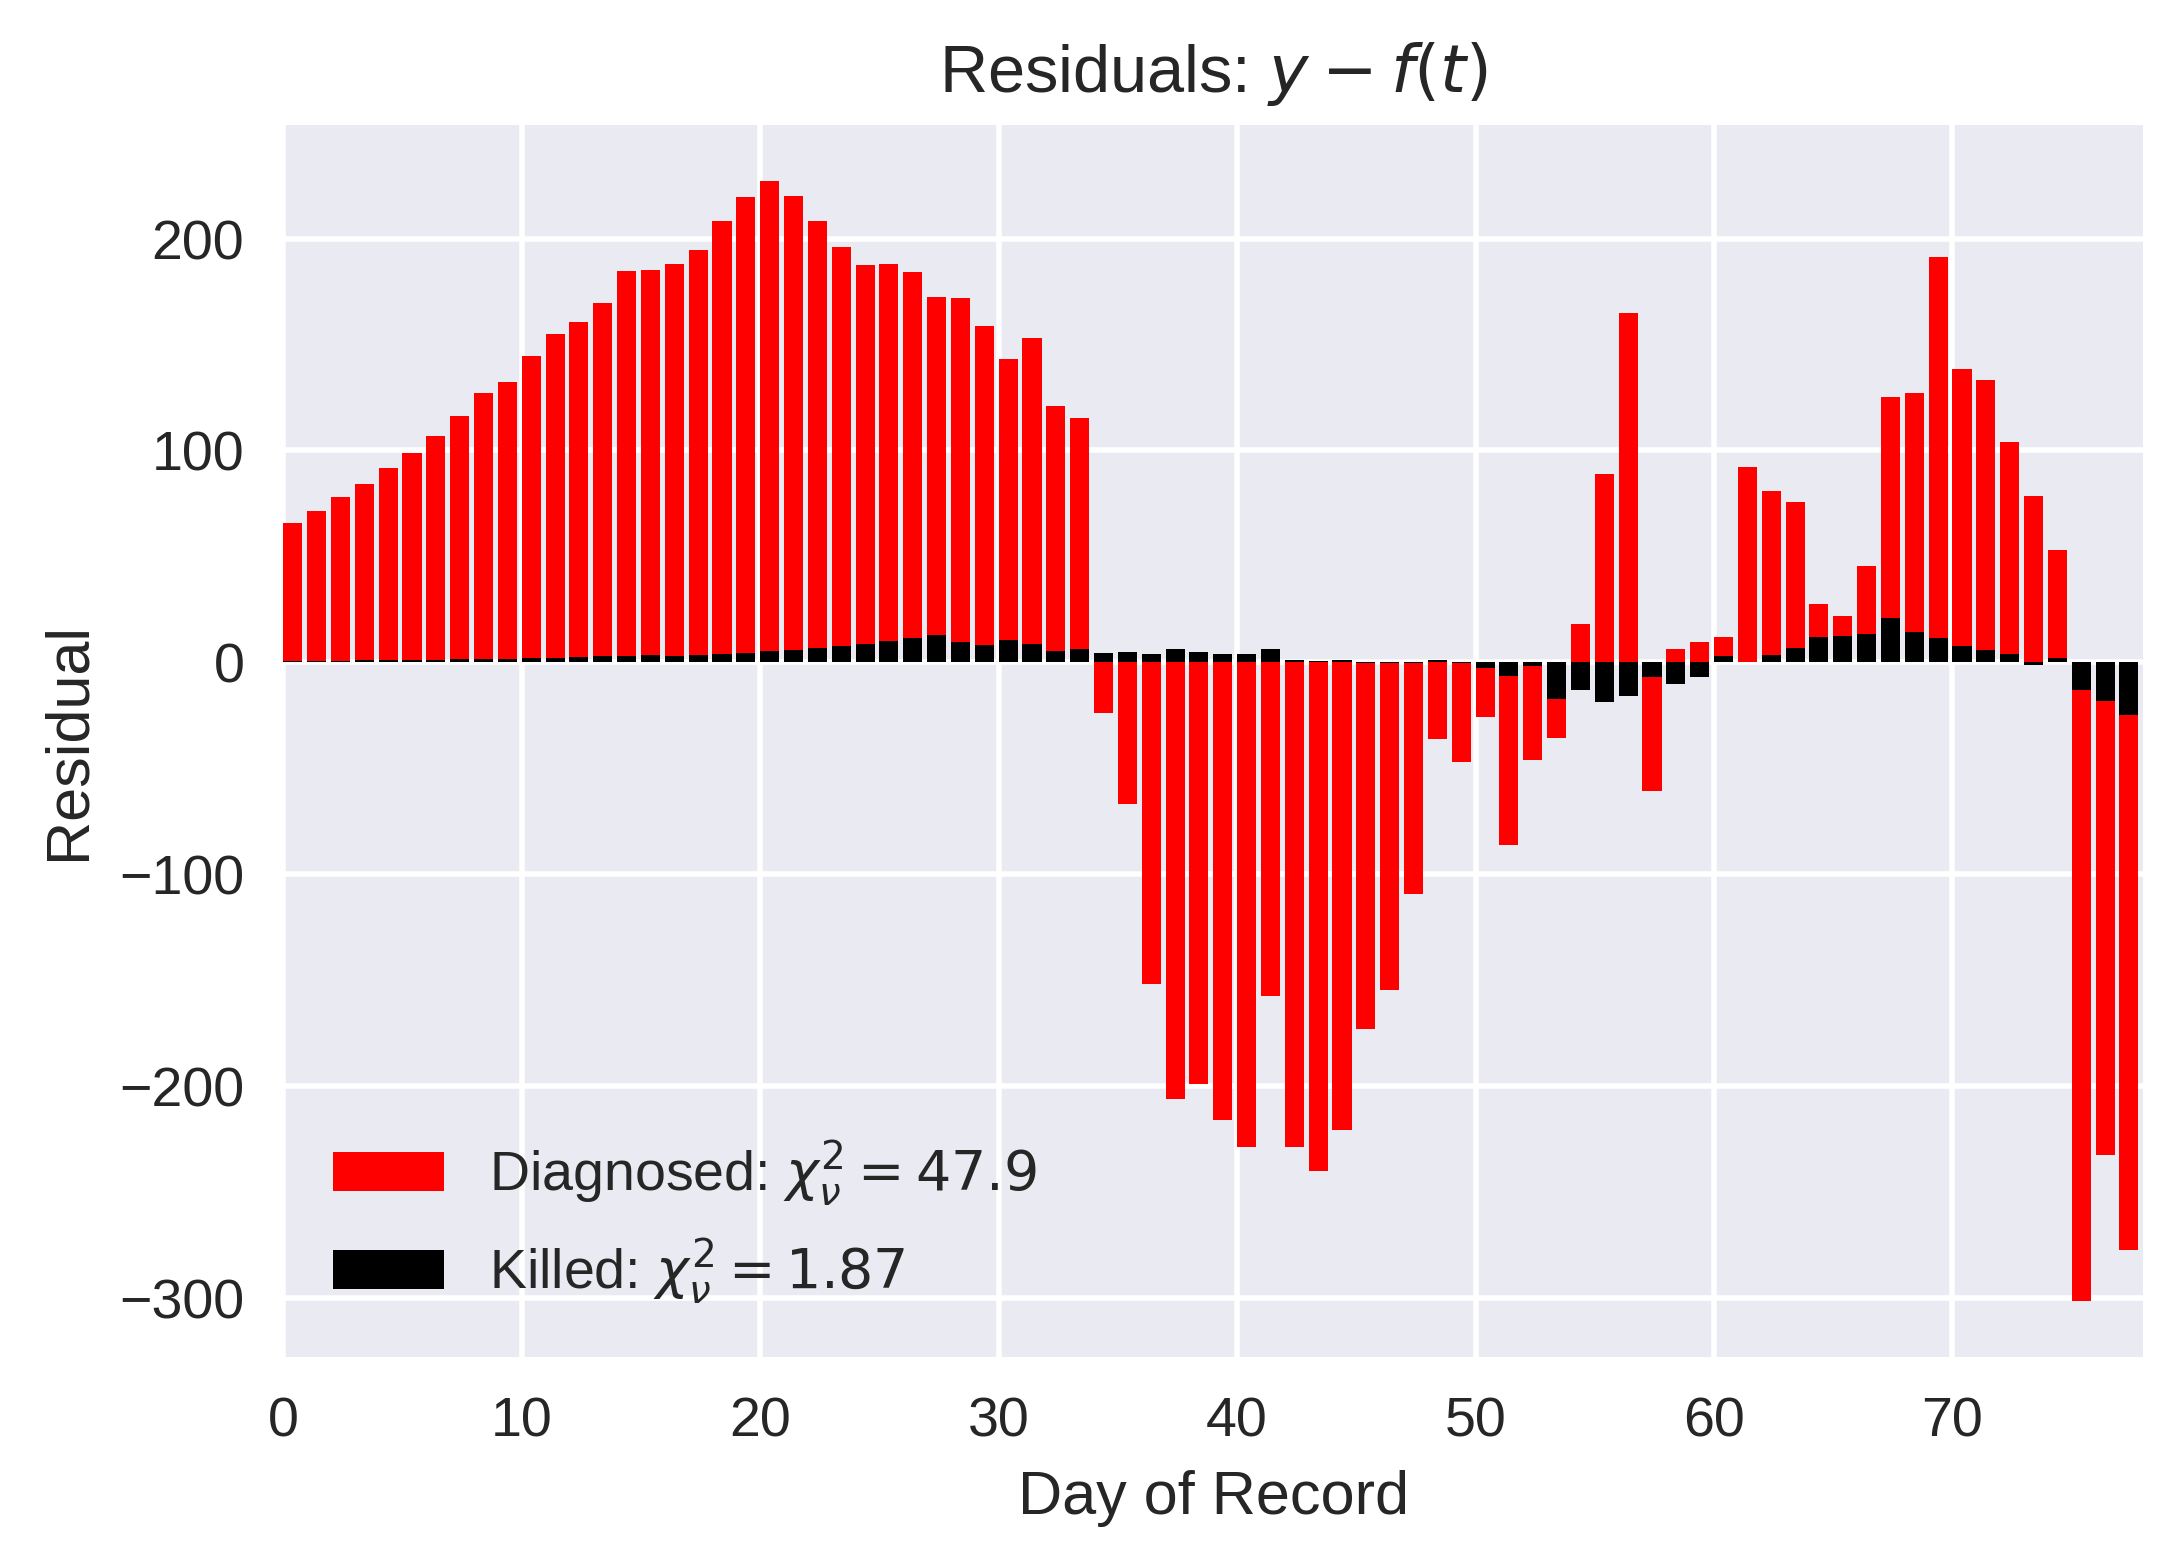 Residuals: y − f(t)
200
100
0
−100
−200
−300
Residual
Diagnosed: χ²ᵥ = 47.9
Killed: χ²ᵥ = 1.87
0 10 20 30 40 50 60 70
Day of Record